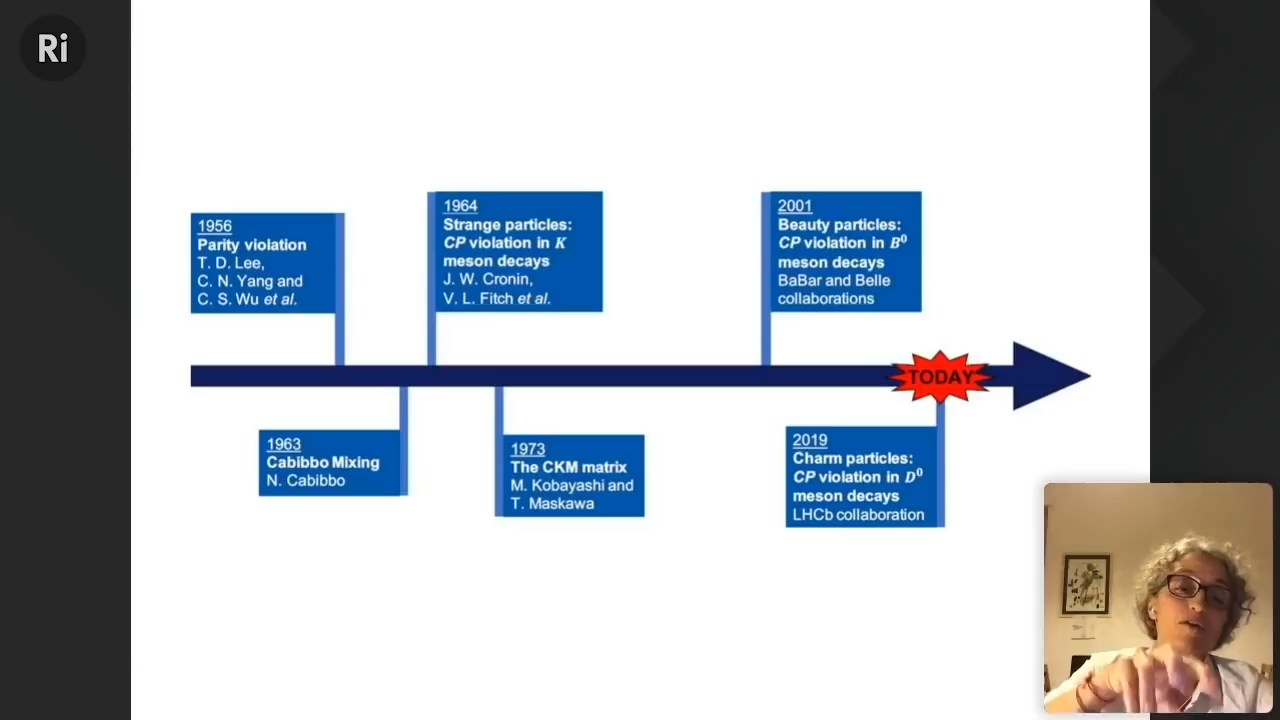 Ri
1956
Parity violation
T. D. Lee,
C. N. Yang and
C. S. Wu et al.
1964
Strange particles:
CP violation in K
meson decays
J. W. Cronin,
V. L. Fitch et al.
2001
Beauty particles:
CP violation in B⁰
meson decays
BaBar and Belle
collaborations
TODAY
1963
Cabibbo Mixing
N. Cabibbo
1973
The CKM matrix
M. Kobayashi and
T. Maskawa
2019
Charm particles:
CP violation in D⁰
meson decays
LHCb collaboration